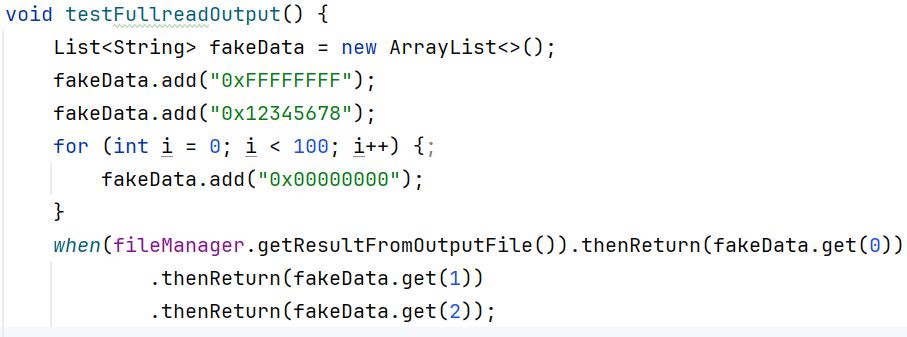 void testFullreadOutput() {
    List<String> fakeData = new ArrayList<>();
    fakeData.add("0xFFFFFFFF");
    fakeData.add("0x12345678");
    for (int i = 0; i < 100; i++) {;
        fakeData.add("0x00000000");
    }
    when(fileManager.getResultFromOutputFile()).thenReturn(fakeData.get(0))
            .thenReturn(fakeData.get(1))
            .thenReturn(fakeData.get(2));